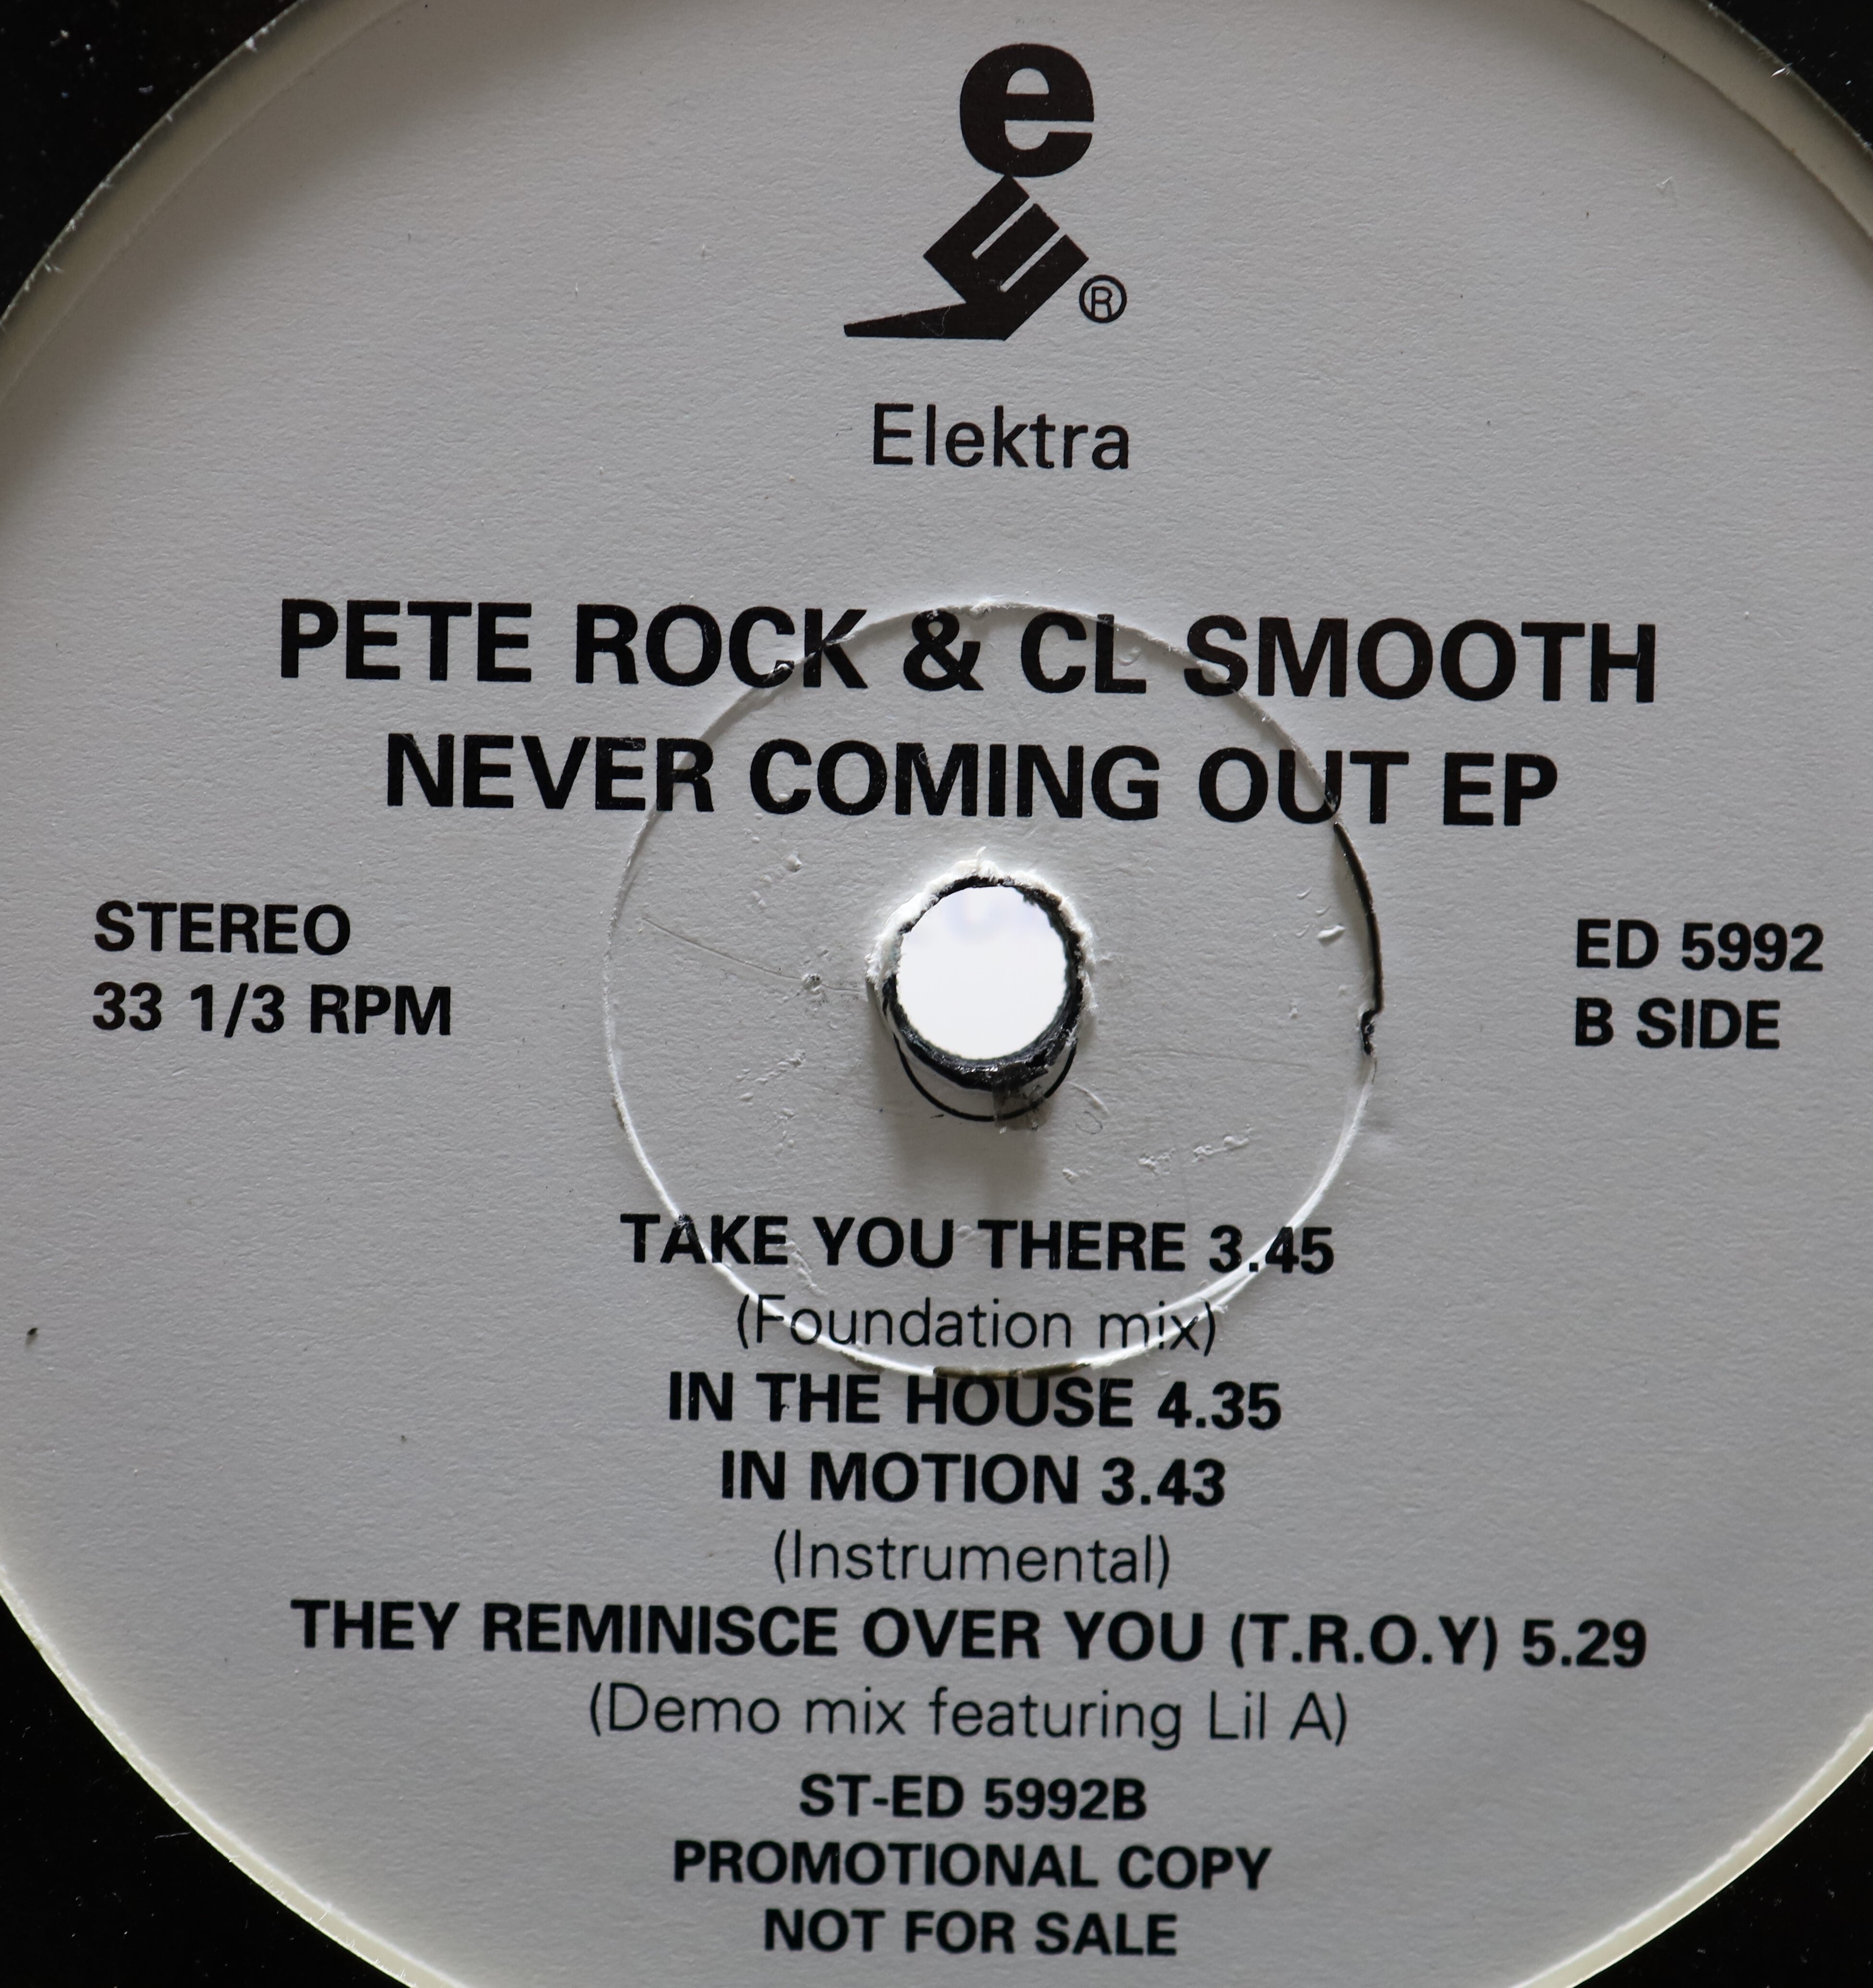 e
®
Elektra
PETE ROCK & CL SMOOTH
NEVER COMING OUT EP
STEREO
33 1/3 RPM
ED 5992
B SIDE
TAKE YOU THERE 3.45
(Foundation mix)
IN THE HOUSE 4.35
IN MOTION 3.43
(Instrumental)
THEY REMINISCE OVER YOU (T.R.O.Y) 5.29
(Demo mix featuring Lil A)
ST-ED 5992B
PROMOTIONAL COPY
NOT FOR SALE